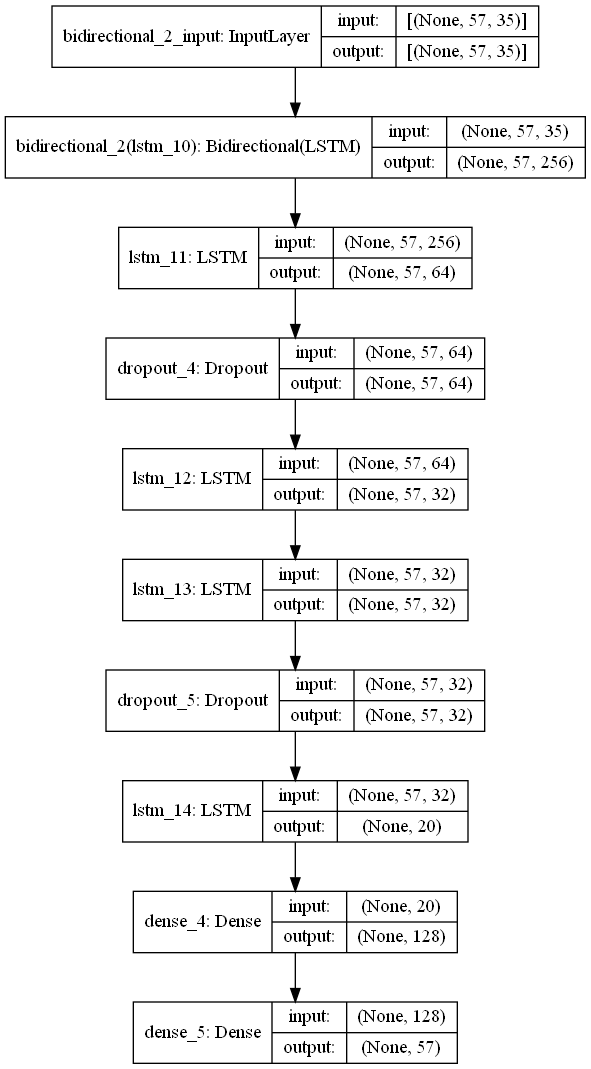 bidirectional_2_input: InputLayer
input: [(None, 57, 35)]
output: [(None, 57, 35)]
bidirectional_2(lstm_10): Bidirectional(LSTM)
input: (None, 57, 35)
output: (None, 57, 256)
lstm_11: LSTM
input: (None, 57, 256)
output: (None, 57, 64)
dropout_4: Dropout
input: (None, 57, 64)
output: (None, 57, 64)
lstm_12: LSTM
input: (None, 57, 64)
output: (None, 57, 32)
lstm_13: LSTM
input: (None, 57, 32)
output: (None, 57, 32)
dropout_5: Dropout
input: (None, 57, 32)
output: (None, 57, 32)
lstm_14: LSTM
input: (None, 57, 32)
output: (None, 20)
dense_4: Dense
input: (None, 20)
output: (None, 128)
dense_5: Dense
input: (None, 128)
output: (None, 57)